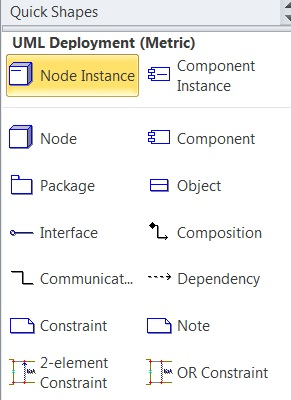 Quick Shapes
UML Deployment (Metric)
Node Instance
Component
Instance
Node
Component
Package
Object
Interface
Composition
Communicat...
Dependency
Constraint
Note
2-element
Constraint
OR Constraint